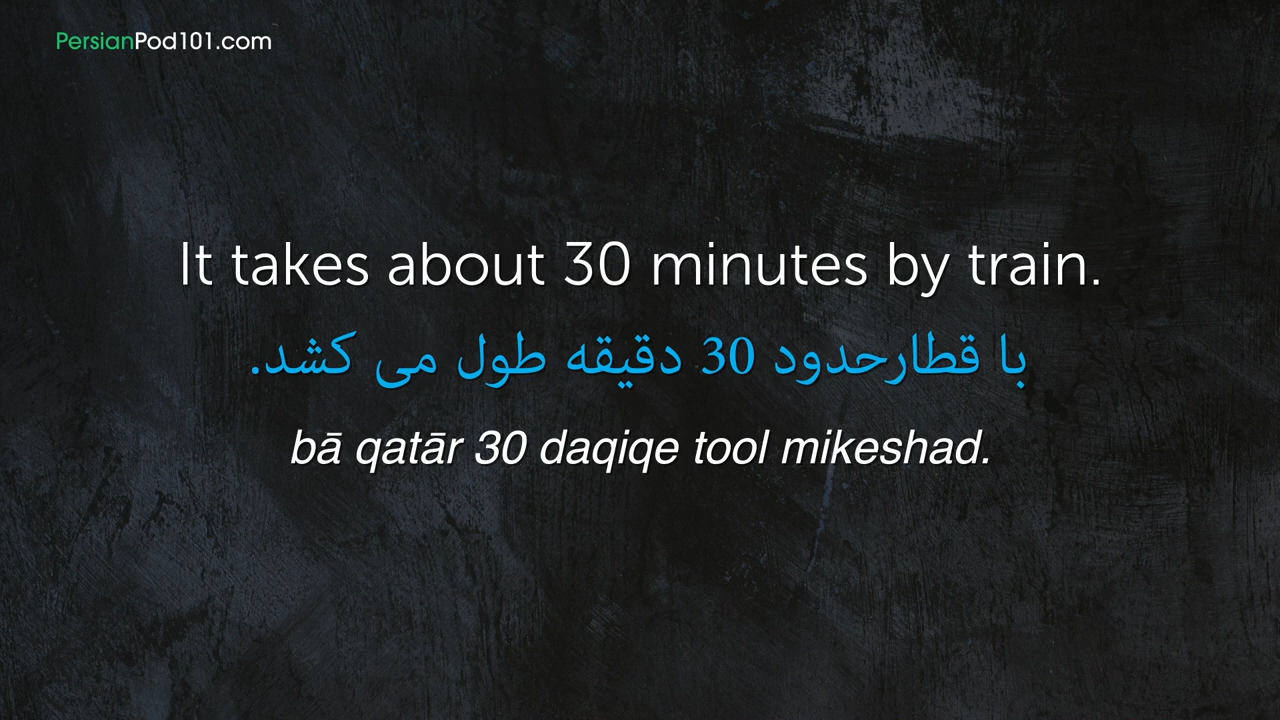 PersianPod101.com
It takes about 30 minutes by train.
با قطارحدود 30 دقیقه طول می کشد.
bā qatār 30 daqiqe tool mikeshad.